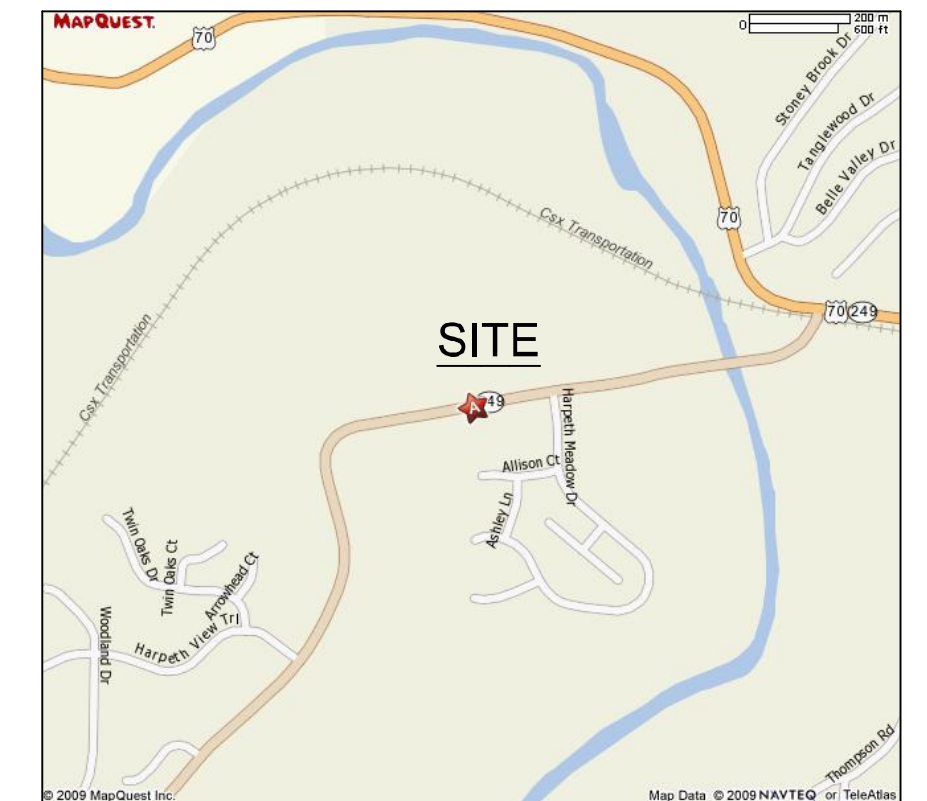 MAPQUEST.
0
200 m
600 ft
70
Stoney Brook Dr
Tanglewood Dr
Belle Valley Dr
70
Csx Transportation
70 249
Csx Transportation
SITE
A
49
Harpeth Meadow Dr
Allison Ct
Ashley Ln
Twin Oaks Dr
Twin Oaks Ct
Arrowhead Ct
Harpeth View Trl
Woodland Dr
Thompson Rd
© 2009 MapQuest Inc.
Map Data © 2009 NAVTEQ or TeleAtlas